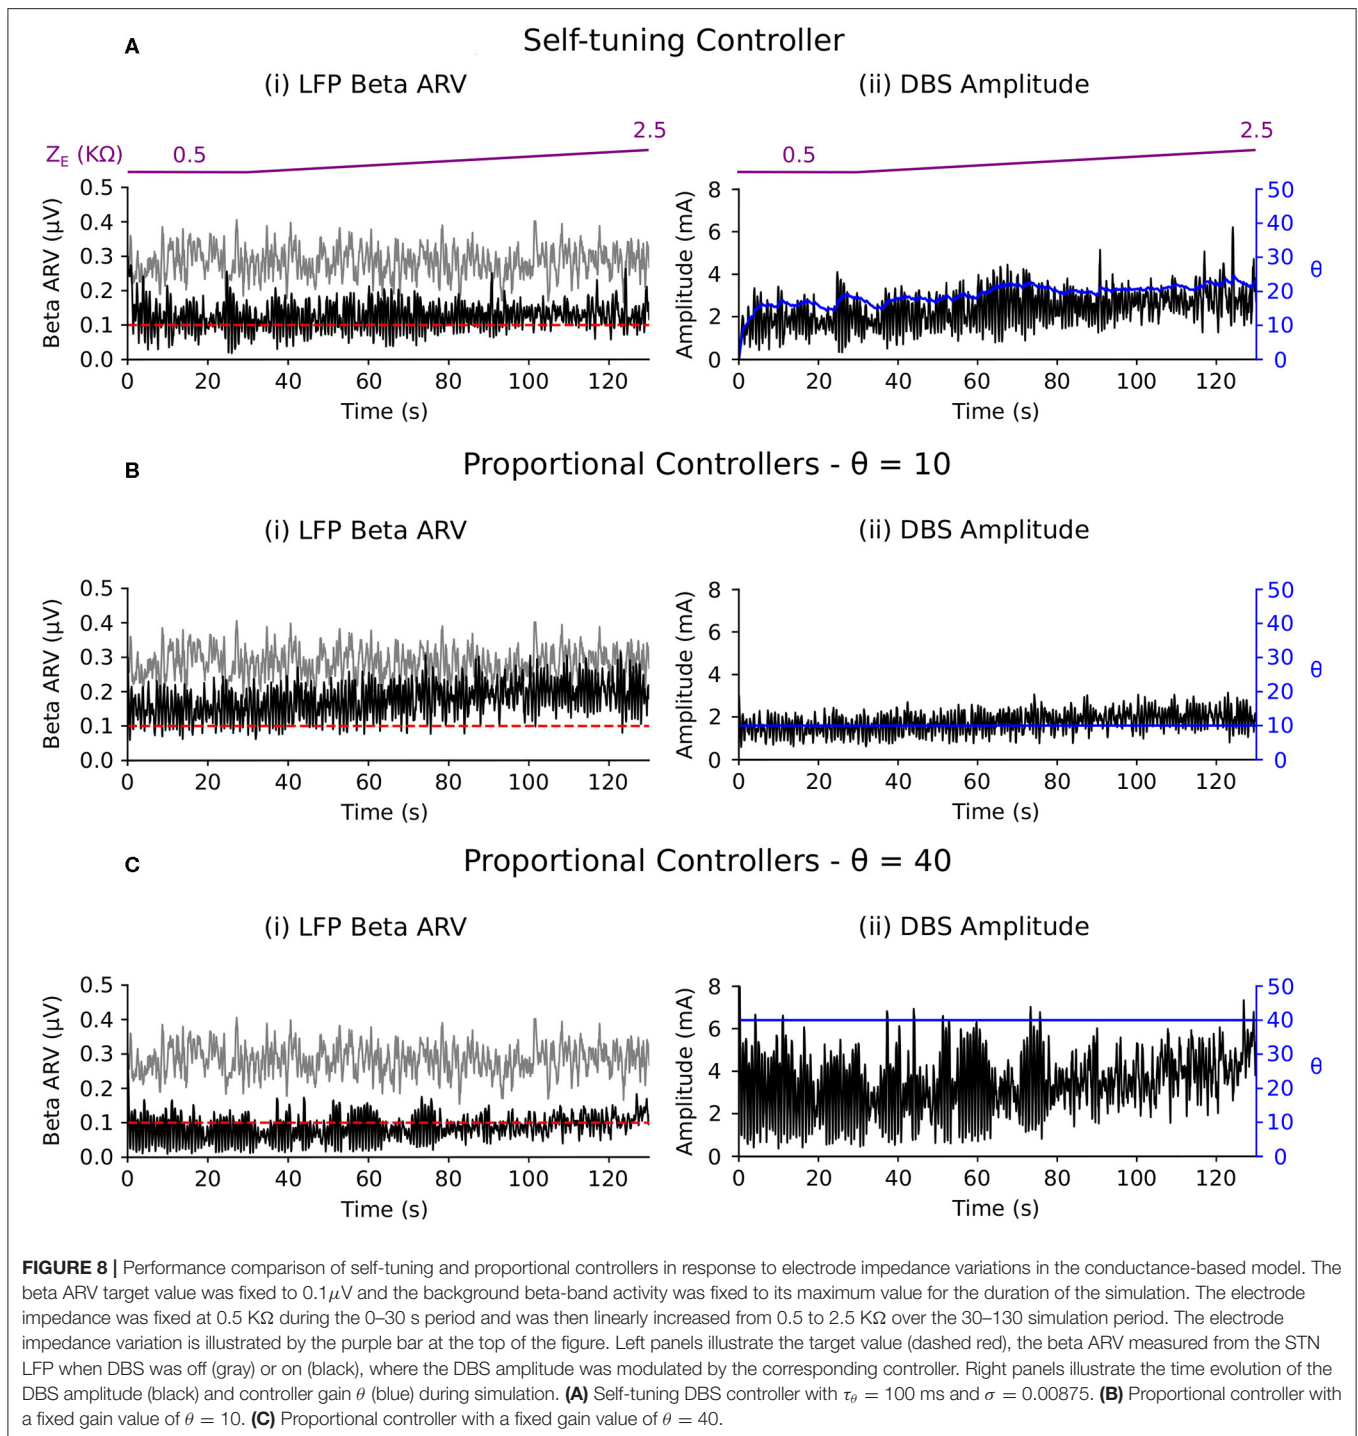 A
Self-tuning Controller
(i) LFP Beta ARV
(ii) DBS Amplitude
Z_E (KΩ)
0.5
2.5
0.5
2.5
Beta ARV (μV)
0.5
0.4
0.3
0.2
0.1
0.0
0 20 40 60 80 100 120
Time (s)
Amplitude (mA)
8
6
4
2
0
0 20 40 60 80 100 120
Time (s)
50
40
30
20
10
0
θ
B
Proportional Controllers - θ = 10
(i) LFP Beta ARV
(ii) DBS Amplitude
Beta ARV (μV)
0.5
0.4
0.3
0.2
0.1
0.0
0 20 40 60 80 100 120
Time (s)
Amplitude (mA)
8
6
4
2
0
0 20 40 60 80 100 120
Time (s)
50
40
30
20
10
0
θ
C
Proportional Controllers - θ = 40
(i) LFP Beta ARV
(ii) DBS Amplitude
Beta ARV (μV)
0.5
0.4
0.3
0.2
0.1
0.0
0 20 40 60 80 100 120
Time (s)
Amplitude (mA)
8
6
4
2
0
0 20 40 60 80 100 120
Time (s)
50
40
30
20
10
0
θ
FIGURE 8 | Performance comparison of self-tuning and proportional controllers in response to electrode impedance variations in the conductance-based model. The
beta ARV target value was fixed to 0.1μV and the background beta-band activity was fixed to its maximum value for the duration of the simulation. The electrode
impedance was fixed at 0.5 KΩ during the 0–30 s period and was then linearly increased from 0.5 to 2.5 KΩ over the 30–130 simulation period. The electrode
impedance variation is illustrated by the purple bar at the top of the figure. Left panels illustrate the target value (dashed red), the beta ARV measured from the STN
LFP when DBS was off (gray) or on (black), where the DBS amplitude was modulated by the corresponding controller. Right panels illustrate the time evolution of the
DBS amplitude (black) and controller gain θ (blue) during simulation. (A) Self-tuning DBS controller with τ_θ = 100 ms and σ = 0.00875. (B) Proportional controller with
a fixed gain value of θ = 10. (C) Proportional controller with a fixed gain value of θ = 40.